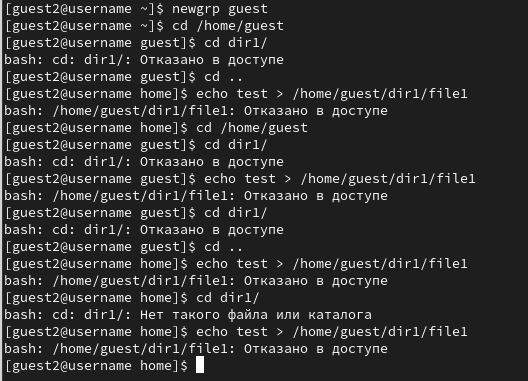 [guest2@username ~]$ newgrp guest
[guest2@username ~]$ cd /home/guest
[guest2@username guest]$ cd dir1/
bash: cd: dir1/: Отказано в доступе
[guest2@username guest]$ cd ..
[guest2@username home]$ echo test > /home/guest/dir1/file1
bash: /home/guest/dir1/file1: Отказано в доступе
[guest2@username home]$ cd /home/guest
[guest2@username guest]$ cd dir1/
bash: cd: dir1/: Отказано в доступе
[guest2@username guest]$ echo test > /home/guest/dir1/file1
bash: /home/guest/dir1/file1: Отказано в доступе
[guest2@username guest]$ cd dir1/
bash: cd: dir1/: Отказано в доступе
[guest2@username guest]$ cd ..
[guest2@username home]$ echo test > /home/guest/dir1/file1
bash: /home/guest/dir1/file1: Отказано в доступе
[guest2@username home]$ cd dir1/
bash: cd: dir1/: Нет такого файла или каталога
[guest2@username home]$ echo test > /home/guest/dir1/file1
bash: /home/guest/dir1/file1: Отказано в доступе
[guest2@username home]$